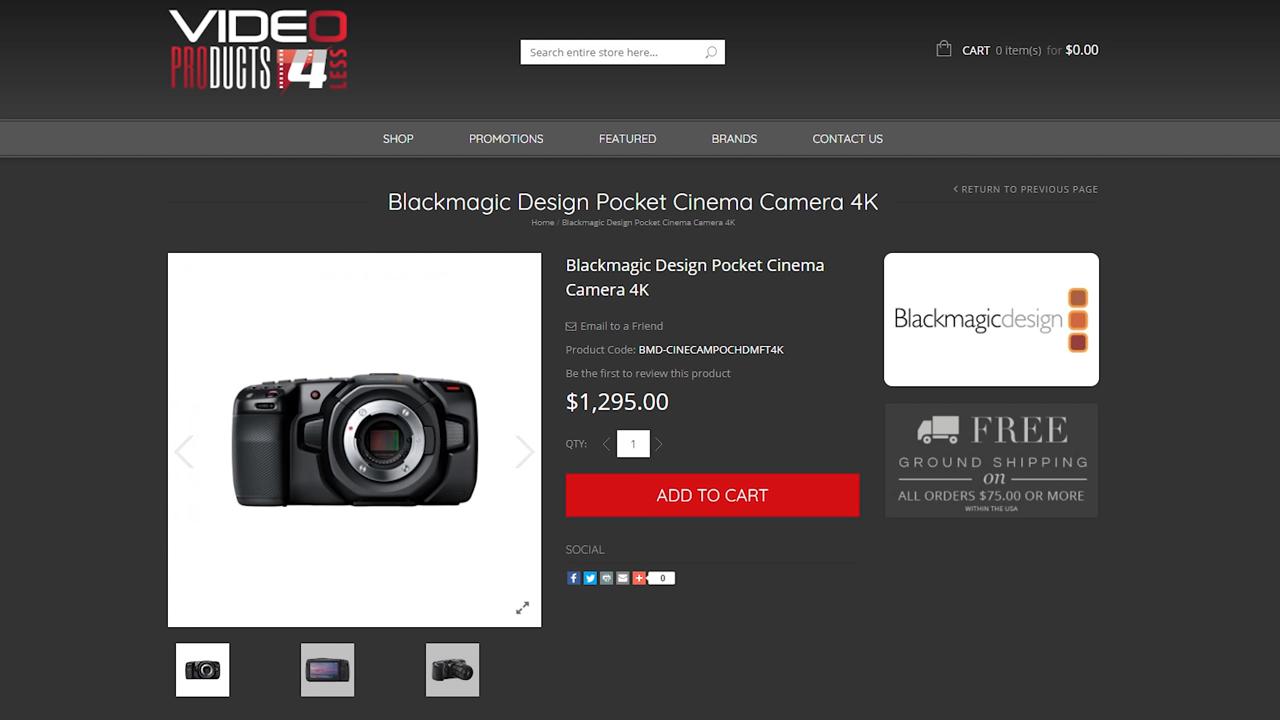 VIDEO
PRODUCTS 4 LESS
Search entire store here...
CART 0 item(s) for $0.00
SHOP PROMOTIONS FEATURED BRANDS CONTACT US
< RETURN TO PREVIOUS PAGE
Blackmagic Design Pocket Cinema Camera 4K
Home / Blackmagic Design Pocket Cinema Camera 4K
Blackmagic Design Pocket Cinema
Camera 4K
Email to a Friend
Product Code: BMD-CINECAMPOCHDMFT4K
Be the first to review this product
$1,295.00
QTY: 1
ADD TO CART
SOCIAL
0
Blackmagicdesign
FREE
GROUND SHIPPING
on
ALL ORDERS $75.00 OR MORE
WITHIN THE USA